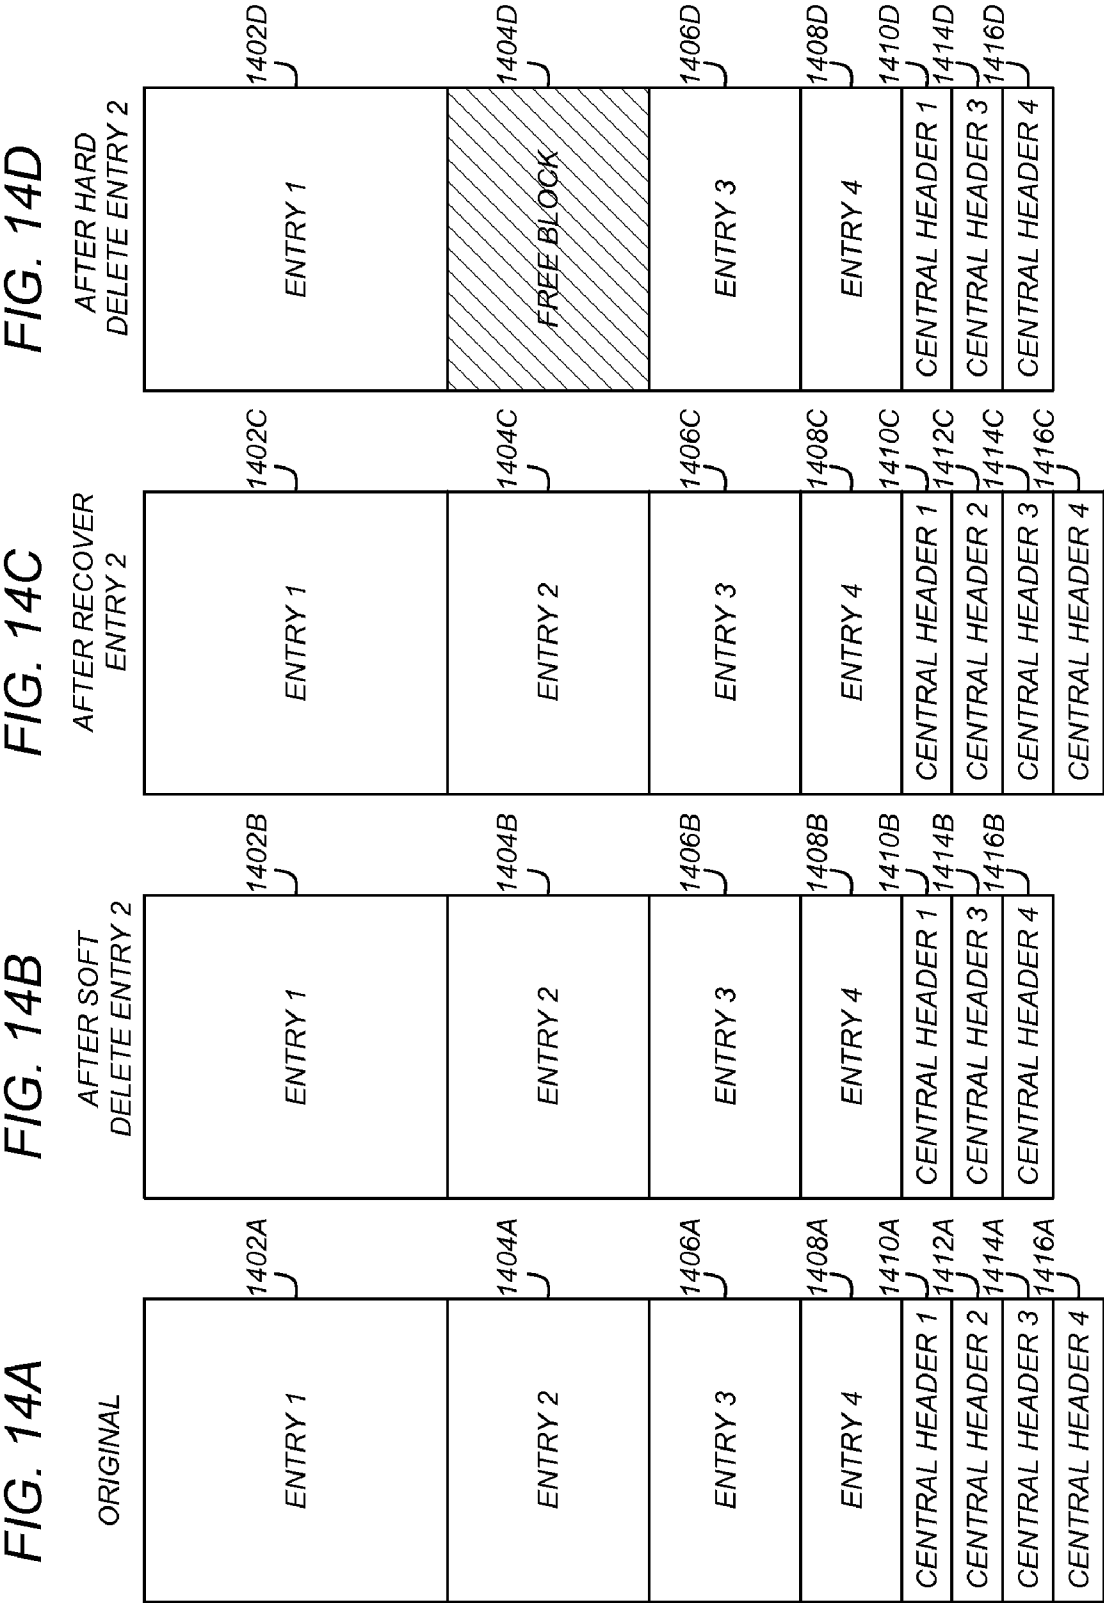 FIG. 14A
ORIGINAL
ENTRY 1
1402A
ENTRY 2
1404A
ENTRY 3
1406A
ENTRY 4
1408A
CENTRAL HEADER 1
1410A
CENTRAL HEADER 2
1412A
CENTRAL HEADER 3
1414A
CENTRAL HEADER 4
1416A
FIG. 14B
AFTER SOFT
DELETE ENTRY 2
ENTRY 1
1402B
ENTRY 2
1404B
ENTRY 3
1406B
ENTRY 4
1408B
CENTRAL HEADER 1
1410B
CENTRAL HEADER 3
1414B
CENTRAL HEADER 4
1416B
FIG. 14C
AFTER RECOVER
ENTRY 2
ENTRY 1
1402C
ENTRY 2
1404C
ENTRY 3
1406C
ENTRY 4
1408C
CENTRAL HEADER 1
1410C
CENTRAL HEADER 2
1412C
CENTRAL HEADER 3
1414C
CENTRAL HEADER 4
1416C
FIG. 14D
AFTER HARD
DELETE ENTRY 2
ENTRY 1
1402D
FREE BLOCK
1404D
ENTRY 3
1406D
ENTRY 4
1408D
CENTRAL HEADER 1
1410D
CENTRAL HEADER 3
1414D
CENTRAL HEADER 4
1416D